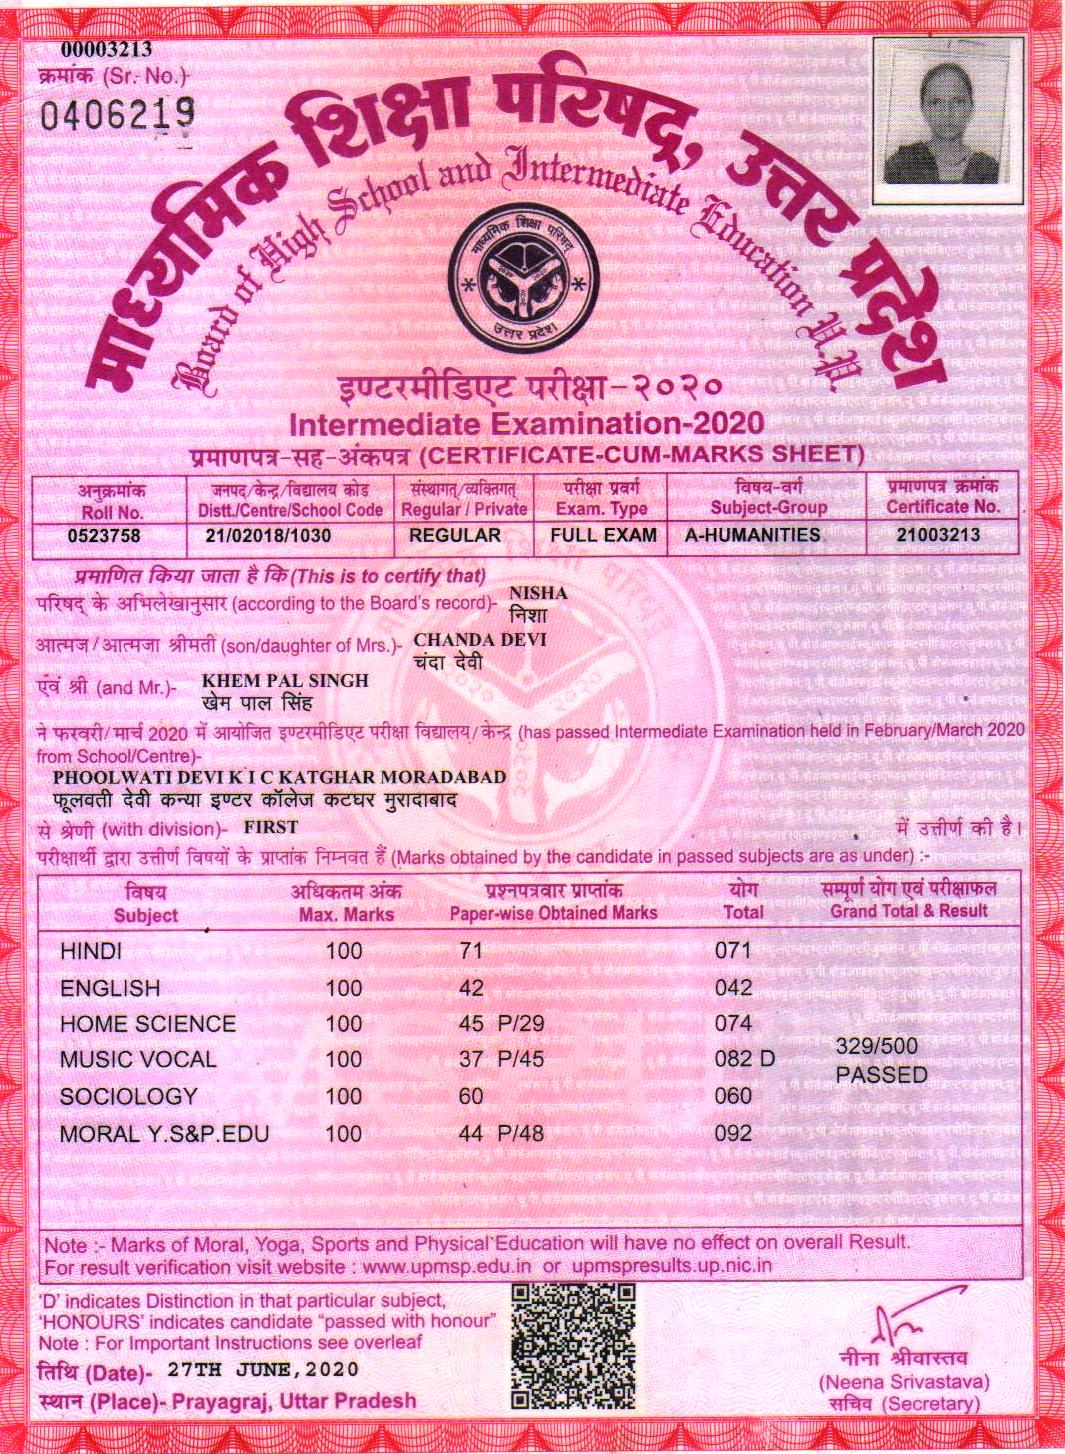 00003213
क्रमांक (Sr. No.)
0406219
माध्यमिक शिक्षा परिषद्, उत्तर प्रदेश
Board of High School and Intermediate Education U.P.
माध्यमिक शिक्षा परिषद्
उत्तर प्रदेश
इण्टरमीडिएट परीक्षा-२०२०
Intermediate Examination-2020
प्रमाणपत्र-सह-अंकपत्र (CERTIFICATE-CUM-MARKS SHEET)
अनुक्रमांक जनपद/केन्द्र/विद्यालय कोड संस्थागत्/व्यक्तिगत् परीक्षा प्रवर्ग विषय-वर्ग प्रमाणपत्र क्रमांक
Roll No. Distt./Centre/School Code Regular / Private Exam. Type Subject-Group Certificate No.
0523758 21/02018/1030 REGULAR FULL EXAM A-HUMANITIES 21003213
प्रमाणित किया जाता है कि (This is to certify that)
परिषद् के अभिलेखानुसार (according to the Board's record)- NISHA
निशा
आत्मज/आत्मजा श्रीमती (son/daughter of Mrs.)- CHANDA DEVI
चंदा देवी
एवं श्री (and Mr.)- KHEM PAL SINGH
खेम पाल सिंह
ने फरवरी/मार्च 2020 में आयोजित इण्टरमीडिएट परीक्षा विद्यालय/केन्द्र (has passed Intermediate Examination held in February/March 2020
from School/Centre)-
PHOOLWATI DEVI K I C KATGHAR MORADABAD
फूलवती देवी कन्या इण्टर कॉलेज कटघर मुरादाबाद
से श्रेणी (with division)- FIRST में उत्तीर्ण की है।
परीक्षार्थी द्वारा उत्तीर्ण विषयों के प्राप्तांक निम्नवत हैं (Marks obtained by the candidate in passed subjects are as under) :-
विषय अधिकतम अंक प्रश्नपत्रवार प्राप्तांक योग सम्पूर्ण योग एवं परीक्षाफल
Subject Max. Marks Paper-wise Obtained Marks Total Grand Total & Result
HINDI 100 71 071
ENGLISH 100 42 042
HOME SCIENCE 100 45 P/29 074
MUSIC VOCAL 100 37 P/45 082 D 329/500
PASSED
SOCIOLOGY 100 60 060
MORAL Y.S&P.EDU 100 44 P/48 092
Note :- Marks of Moral, Yoga, Sports and Physical Education will have no effect on overall Result.
For result verification visit website : www.upmsp.edu.in or upmspresults.up.nic.in
'D' indicates Distinction in that particular subject,
'HONOURS' indicates candidate "passed with honour"
Note : For Important Instructions see overleaf
तिथि (Date)- 27TH JUNE,2020
स्थान (Place)- Prayagraj, Uttar Pradesh
नीना श्रीवास्तव
(Neena Srivastava)
सचिव (Secretary)